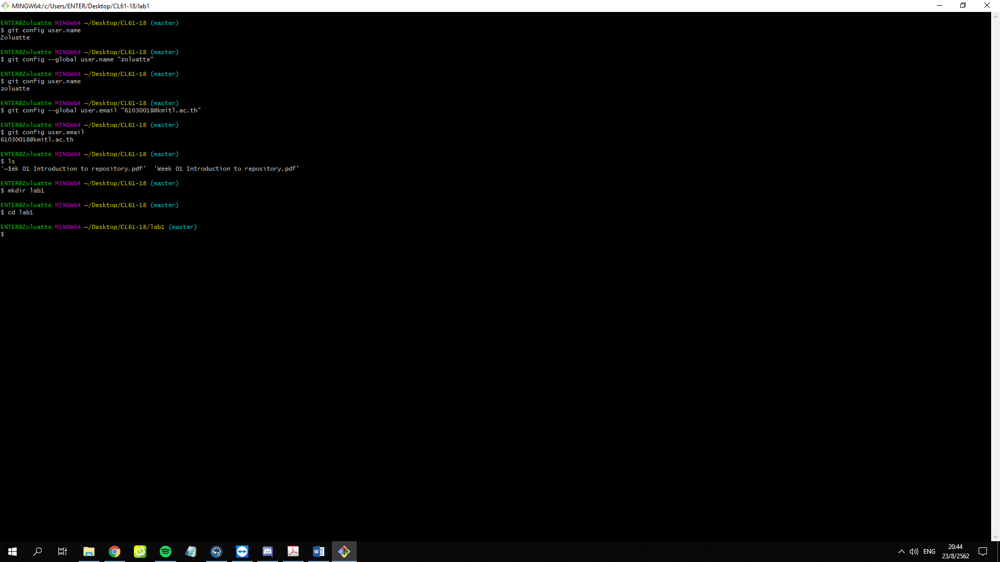 MINGW64:/c/Users/ENTER/Desktop/CL61-18/lab1
ENTER@Zoluatte MINGW64 ~/Desktop/CL61-18 (master)
$ git config user.name
Zoluatte
ENTER@Zoluatte MINGW64 ~/Desktop/CL61-18 (master)
$ git config --global user.name "zoluatte"
ENTER@Zoluatte MINGW64 ~/Desktop/CL61-18 (master)
$ git config user.name
zoluatte
ENTER@Zoluatte MINGW64 ~/Desktop/CL61-18 (master)
$ git config --global user.email "61030018@kmitl.ac.th"
ENTER@Zoluatte MINGW64 ~/Desktop/CL61-18 (master)
$ git config user.email
61030018@kmitl.ac.th
ENTER@Zoluatte MINGW64 ~/Desktop/CL61-18 (master)
$ ls
'~$ek 01 Introduction to repository.pdf'  'Week 01 Introduction to repository.pdf'
ENTER@Zoluatte MINGW64 ~/Desktop/CL61-18 (master)
$ mkdir lab1
ENTER@Zoluatte MINGW64 ~/Desktop/CL61-18 (master)
$ cd lab1
ENTER@Zoluatte MINGW64 ~/Desktop/CL61-18/lab1 (master)
$
ENG
20:44
23/8/2562